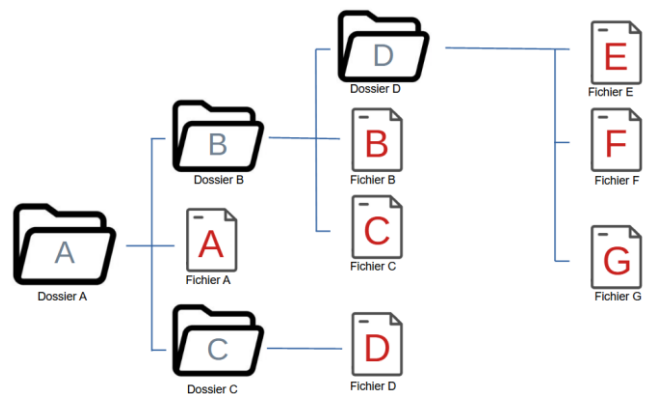 D
Dossier D
E
Fichier E
B
Dossier B
B
Fichier B
F
Fichier F
A
Dossier A
A
Fichier A
C
Fichier C
G
Fichier G
C
Dossier C
D
Fichier D